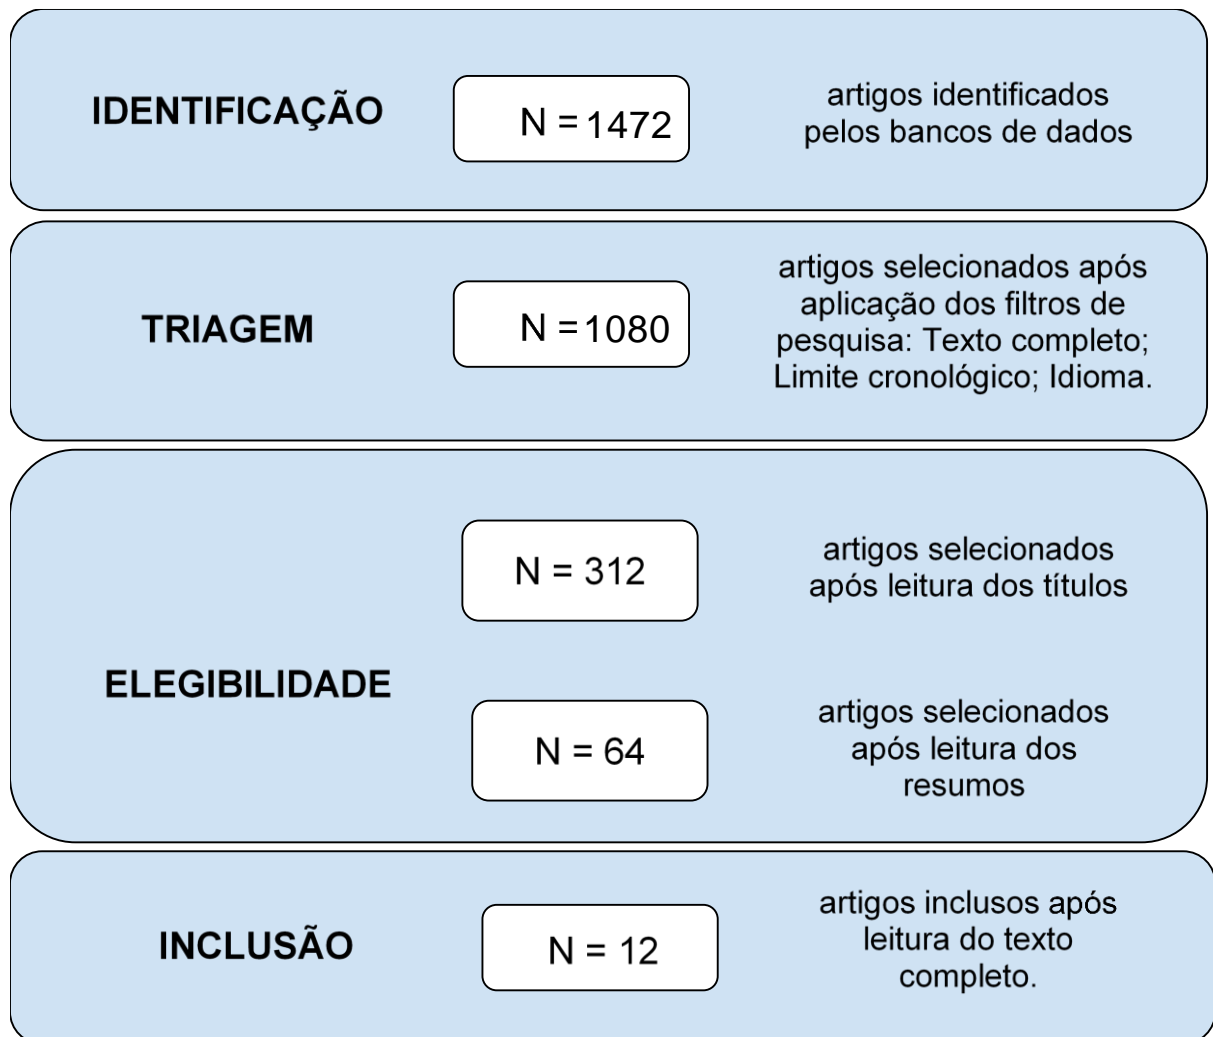 IDENTIFICAÇÃO
N = 1472
artigos identificados
pelos bancos de dados
TRIAGEM
N =1080
artigos selecionados após
aplicação dos filtros de
pesquisa: Texto completo;
Limite cronológico; Idioma.
ELEGIBILIDADE
N = 312
artigos selecionados
após leitura dos títulos
N = 64
artigos selecionados
após leitura dos
resumos
INCLUSÃO
N = 12
artigos inclusos após
leitura do texto
completo.